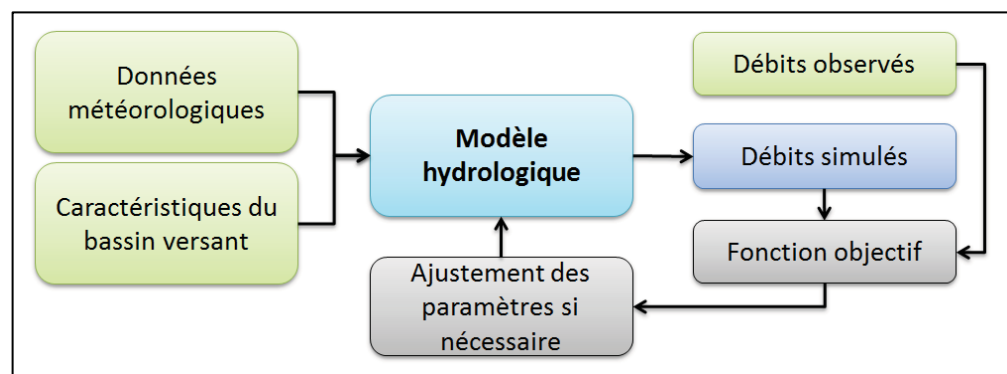 Données
météorologiques
Caractéristiques du
bassin versant
Modèle
hydrologique
Ajustement des
paramètres si
nécessaire
Débits observés
Débits simulés
Fonction objectif